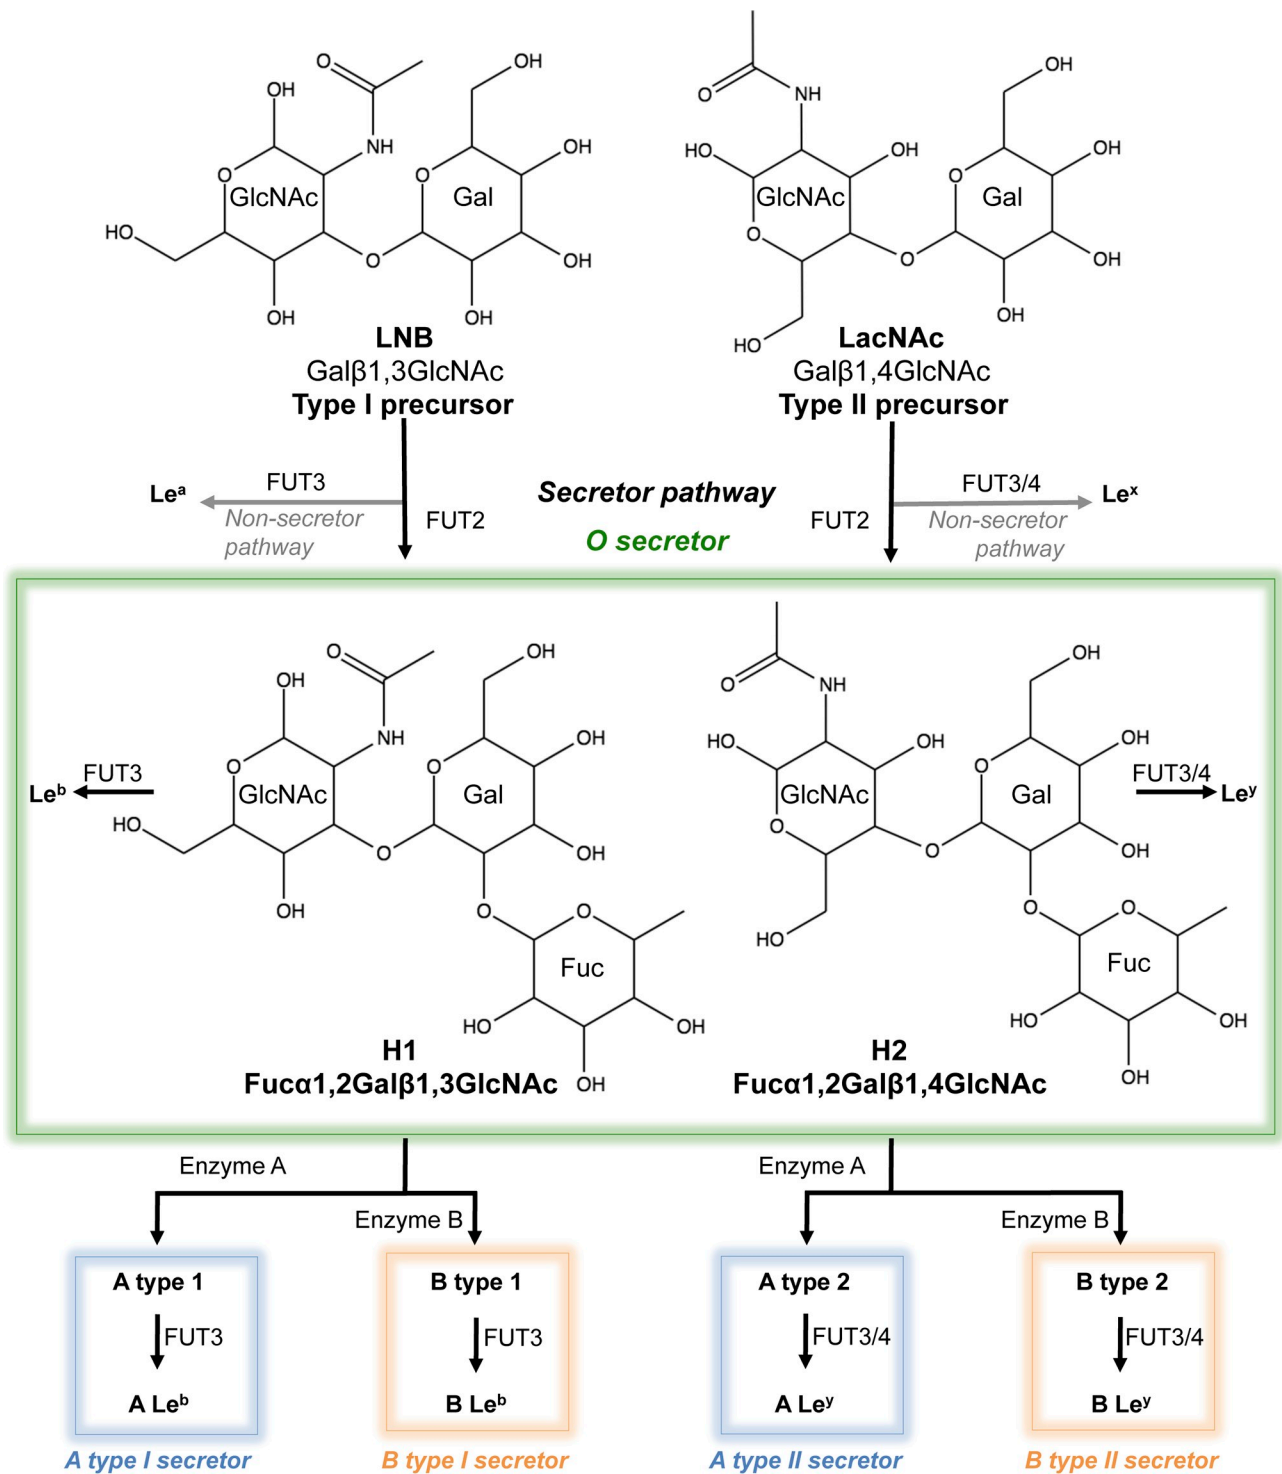 O
OH
NH
OH
O
GlcNAc
O
Gal
OH
HO
O
OH
OH
OH
O
NH
OH
HO
OH
O
OH
GlcNAc
Gal
O
O
OH
OH
HO
LNB
Galβ1,3GlcNAc
Type I precursor
LacNAc
Galβ1,4GlcNAc
Type II precursor
Leᵃ
FUT3
Non-secretor
pathway
FUT2
Secretor pathway
O secretor
FUT2
FUT3/4
Non-secretor
pathway
Leˣ
O
OH
OH
NH
OH
O
GlcNAc
O
Gal
HO
O
OH
OH
O
O
Fuc
HO
OH
OH
Leᵇ
FUT3
H1
Fucα1,2Galβ1,3GlcNAc
O
NH
OH
HO
OH
O
OH
GlcNAc
Gal
O
O
OH
HO
O
O
Fuc
HO
OH
OH
FUT3/4
Leʸ
H2
Fucα1,2Galβ1,4GlcNAc
Enzyme A
Enzyme B
Enzyme A
Enzyme B
A type 1
FUT3
A Leᵇ
A type I secretor
B type 1
FUT3
B Leᵇ
B type I secretor
A type 2
FUT3/4
A Leʸ
A type II secretor
B type 2
FUT3/4
B Leʸ
B type II secretor